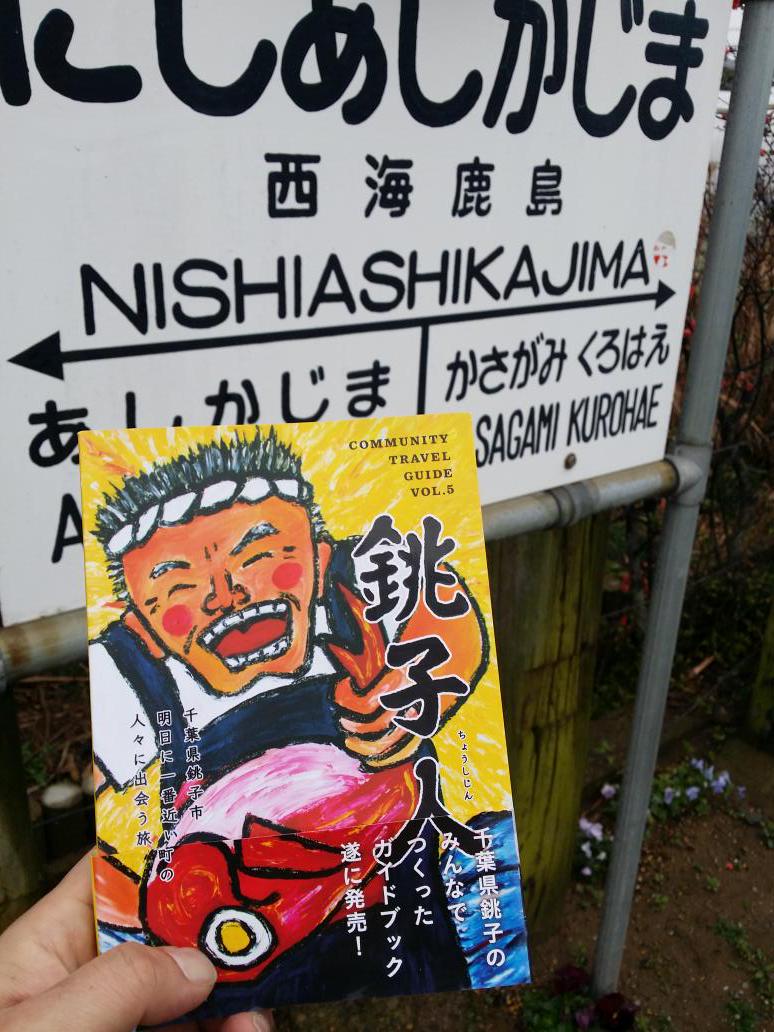 にしあしかじま
西海鹿島
NISHIASHIKAJIMA
あしかじま
かさがみ くろはえ
SAGAMI KUROHAE
COMMUNITY
TRAVEL
GUIDE
VOL.5
銚子人
ちょうしじん
千葉県銚子市
明日に一番近い町の
人々に出会う旅
千葉県銚子の
みんなで
つくった
ガイドブック
遂に発売！